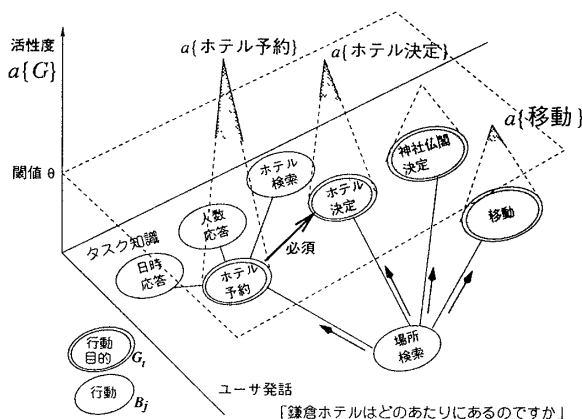 活性度
a{G}
a{ホテル予約}
a{ホテル決定}
a{移動}
閾値 θ
神社仏閣
決定
ホテル
検索
ホテル
決定
移動
タスク知識
人数
応答
必須
日時
応答
ホテル
予約
場所
検索
行動
目的
Gt
行動
Bj
ユーザ発話
「鎌倉ホテルはどのあたりにあるのですか」